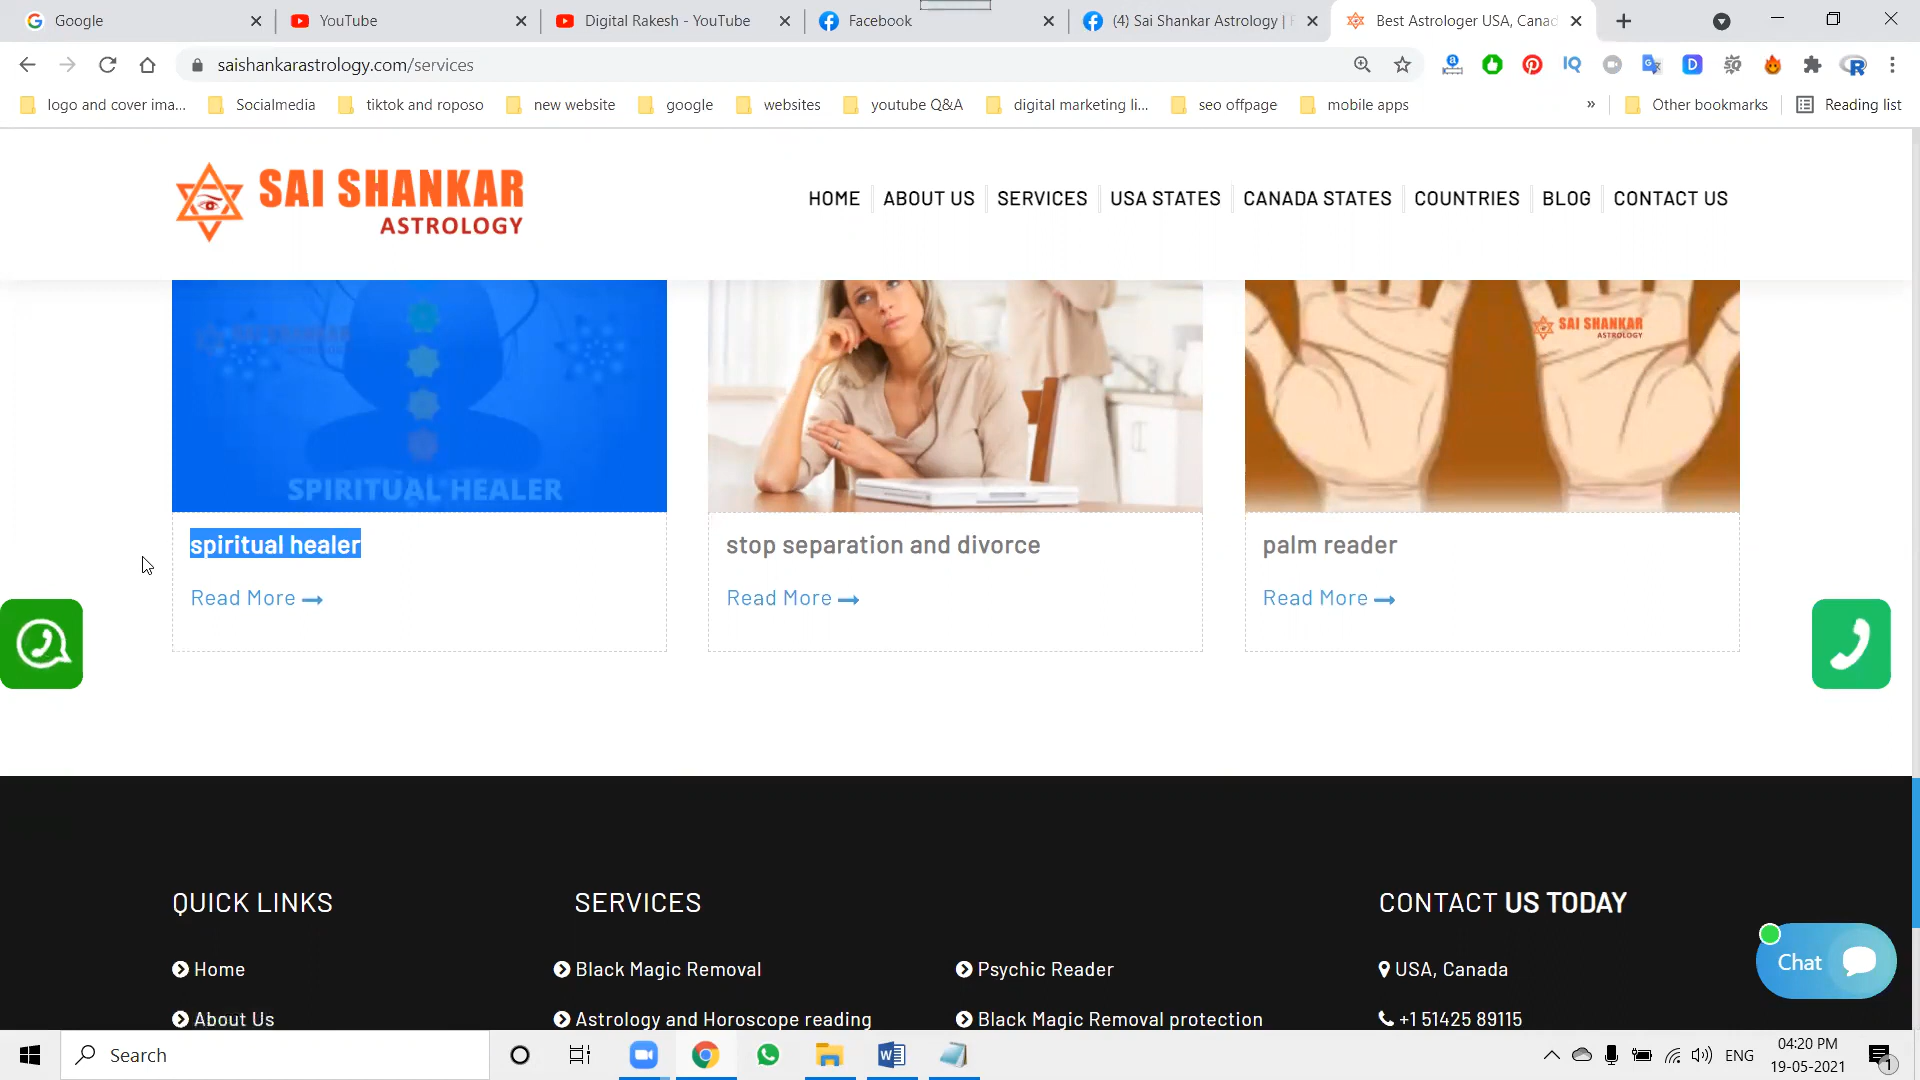 Google
YouTube
Digital Rakesh - YouTube
Facebook
(4) Sai Shankar Astrology |
Best Astrologer USA, Canad
saishankarastrology.com/services
logo and cover ima...
Socialmedia
tiktok and roposo
new website
google
websites
youtube Q&A
digital marketing li...
seo offpage
mobile apps
»
Other bookmarks
Reading list
SAI SHANKAR
ASTROLOGY
HOME
ABOUT US
SERVICES
USA STATES
CANADA STATES
COUNTRIES
BLOG
CONTACT US
SPIRITUAL HEALER
SAI SHANKAR
ASTROLOGY
spiritual healer
stop separation and divorce
palm reader
Read More
Read More
Read More
QUICK LINKS
SERVICES
CONTACT US TODAY
Home
Black Magic Removal
Psychic Reader
USA, Canada
Chat
About Us
Astrology and Horoscope reading
Black Magic Removal protection
+1 51425 89115
Search
ENG
04:20 PM
19-05-2021
1